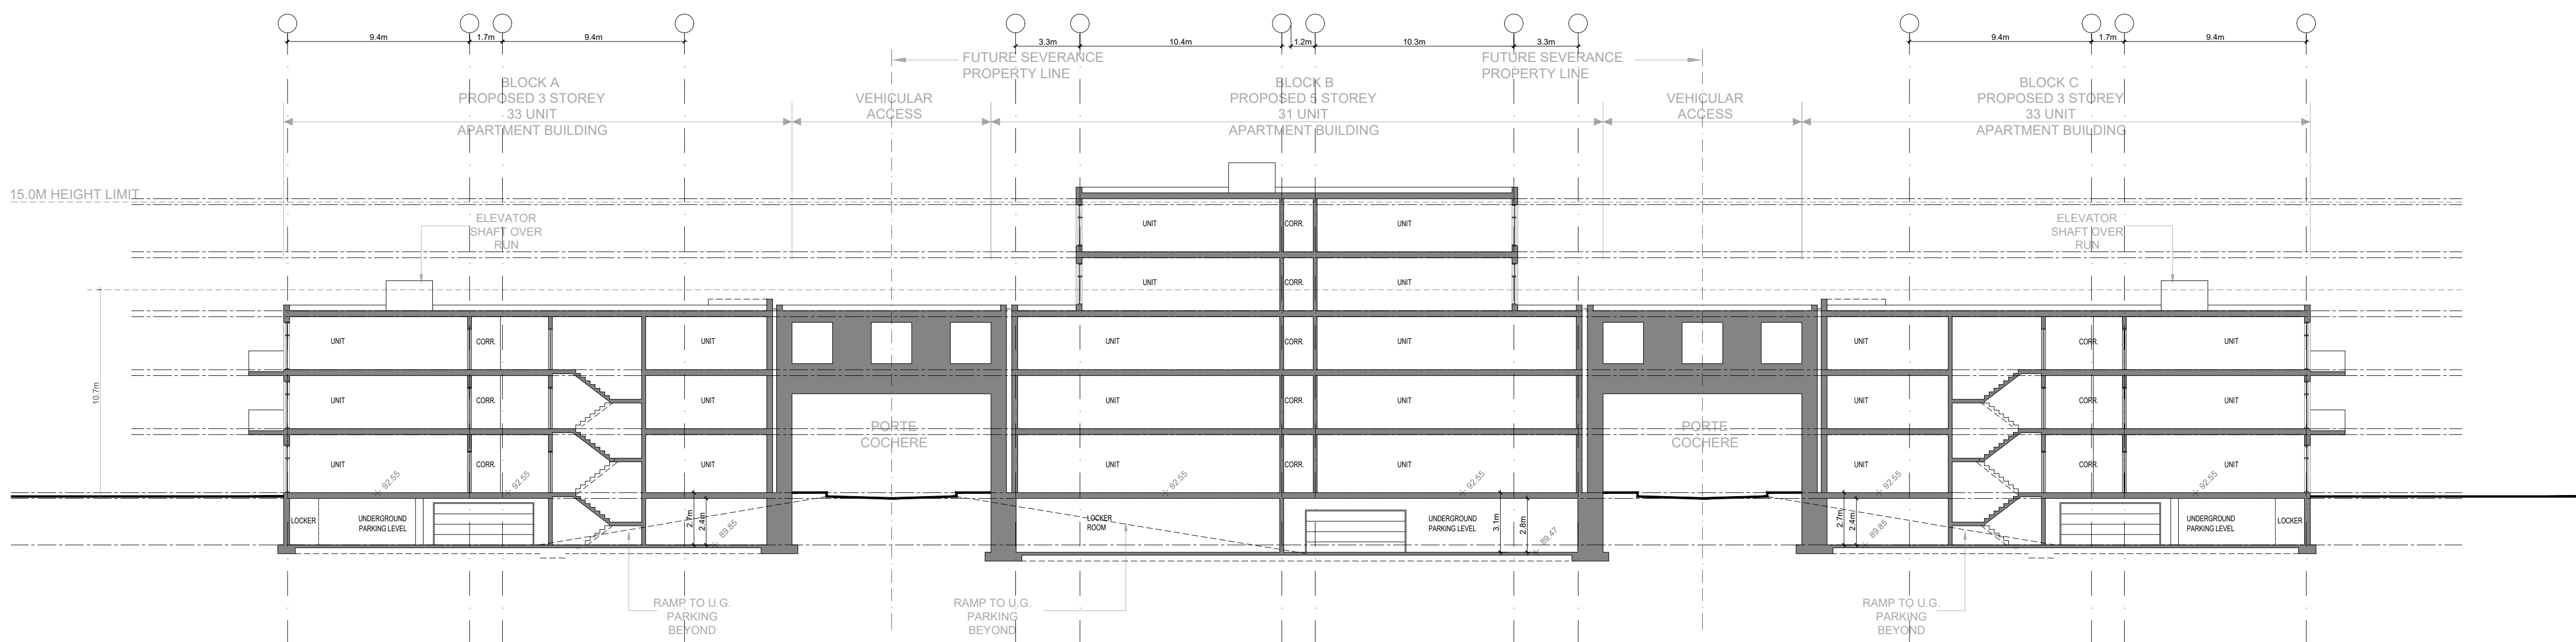 9.4m 1.7m 9.4m 3.3m 10.4m 1.2m 10.3m 3.3m 9.4m 1.7m 9.4m
FUTURE SEVERANCE
PROPERTY LINE
FUTURE SEVERANCE
PROPERTY LINE
BLOCK A
PROPOSED 3 STOREY
33 UNIT
APARTMENT BUILDING
VEHICULAR
ACCESS
BLOCK B
PROPOSED 5 STOREY
31 UNIT
APARTMENT BUILDING
VEHICULAR
ACCESS
BLOCK C
PROPOSED 3 STOREY
33 UNIT
APARTMENT BUILDING
15.0M HEIGHT LIMIT
ELEVATOR
SHAFT OVER
RUN
ELEVATOR
SHAFT OVER
RUN
UNIT CORR. UNIT
UNIT CORR. UNIT
UNIT CORR. UNIT UNIT CORR. UNIT UNIT CORR. UNIT
10.7m
UNIT CORR. UNIT UNIT CORR. UNIT UNIT CORR. UNIT
PORTE
COCHERE
PORTE
COCHERE
UNIT CORR. UNIT UNIT CORR. UNIT UNIT CORR. UNIT
92.55 92.55 92.55 92.55 92.55 92.55
LOCKER
UNDERGROUND
PARKING LEVEL
2.7m 2.4m 89.85
LOCKER
ROOM
UNDERGROUND
PARKING LEVEL
3.1m 2.8m 89.47
2.7m 2.4m 89.85
UNDERGROUND
PARKING LEVEL
LOCKER
RAMP TO U.G.
PARKING
BEYOND
RAMP TO U.G.
PARKING
BEYOND
RAMP TO U.G.
PARKING
BEYOND